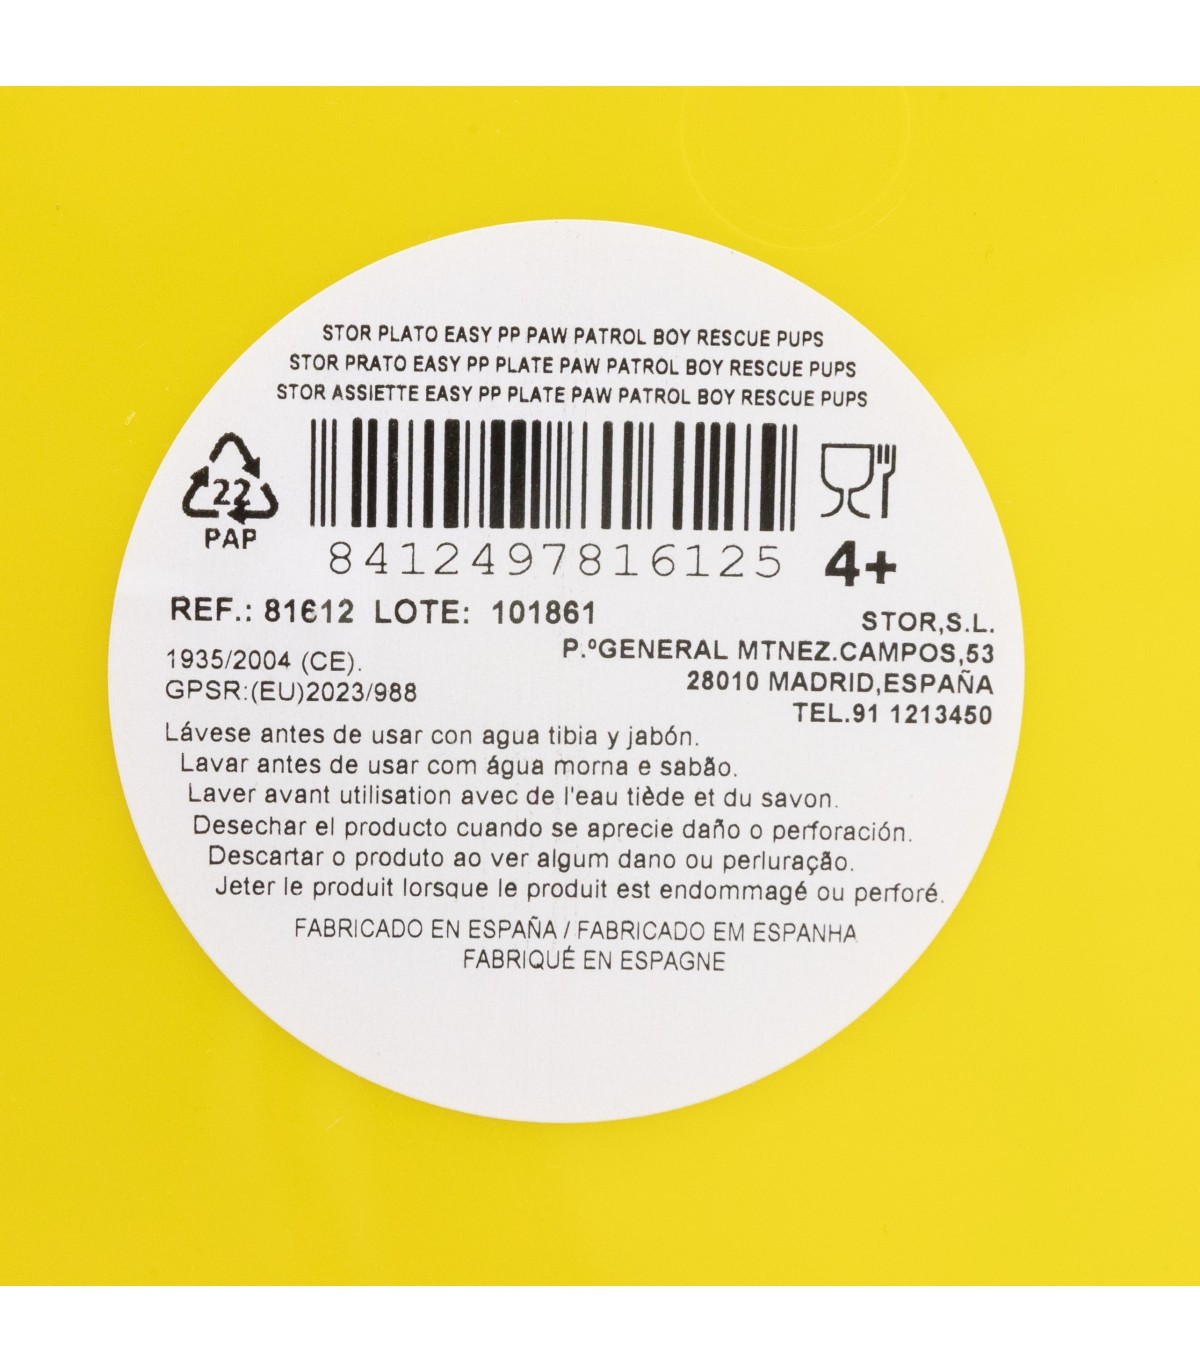 STOR PLATO EASY PP PAW PATROL BOY RESCUE PUPS
STOR PRATO EASY PP PLATE PAW PATROL BOY RESCUE PUPS
STOR ASSIETTE EASY PP PLATE PAW PATROL BOY RESCUE PUPS
22
PAP
8412497816125
4+
REF.: 81612 LOTE: 101861
STOR,S.L.
P.ºGENERAL MTNEZ.CAMPOS,53
28010 MADRID,ESPAÑA
TEL.91 1213450
1935/2004 (CE).
GPSR:(EU)2023/988
Lávese antes de usar con agua tibia y jabón.
Lavar antes de usar com água morna e sabão.
Laver avant utilisation avec de l'eau tiède et du savon.
Desechar el producto cuando se aprecie daño o perforación.
Descartar o produto ao ver algum dano ou perluração.
Jeter le produit lorsque le produit est endommagé ou perforé.
FABRICADO EN ESPAÑA / FABRICADO EM ESPANHA
FABRIQUÉ EN ESPAGNE